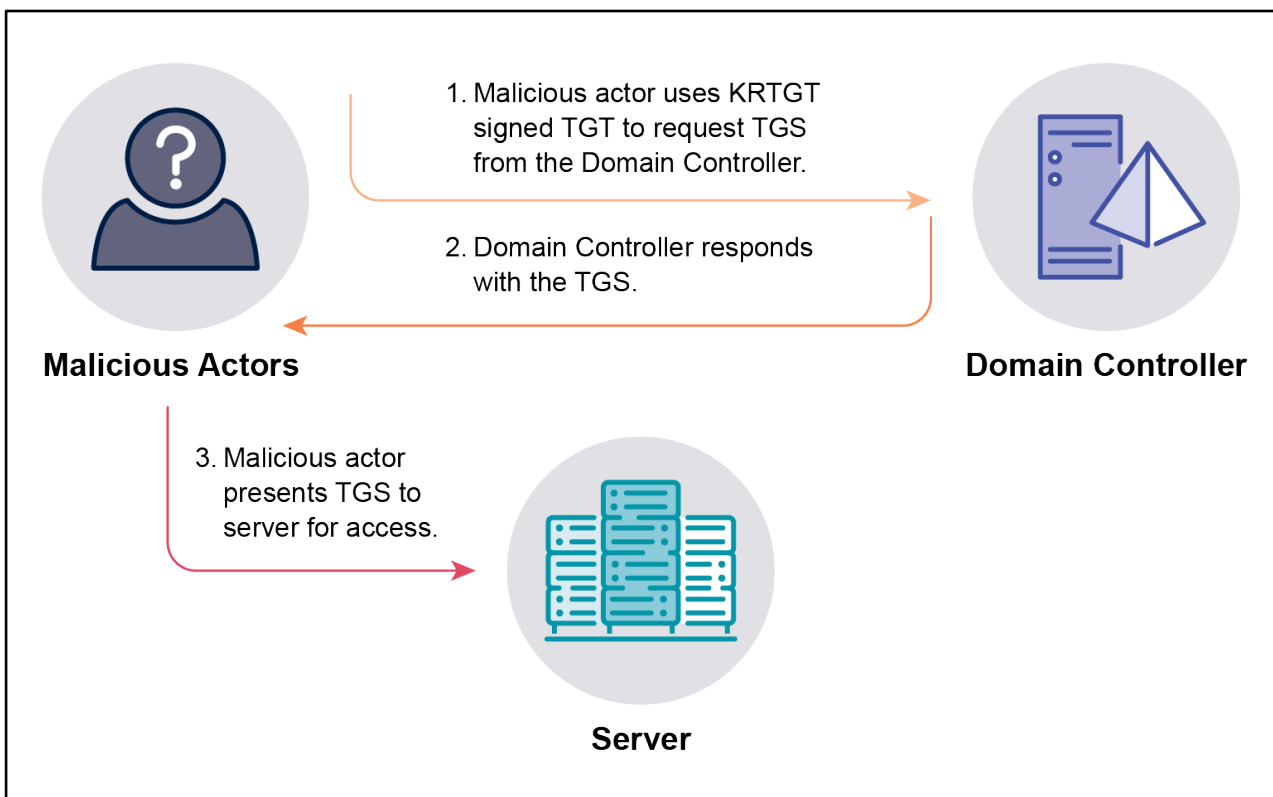 1. Malicious actor uses KRTGT
signed TGT to request TGS
from the Domain Controller.
2. Domain Controller responds
with the TGS.
Malicious Actors
Domain Controller
3. Malicious actor
presents TGS to
server for access.
Server